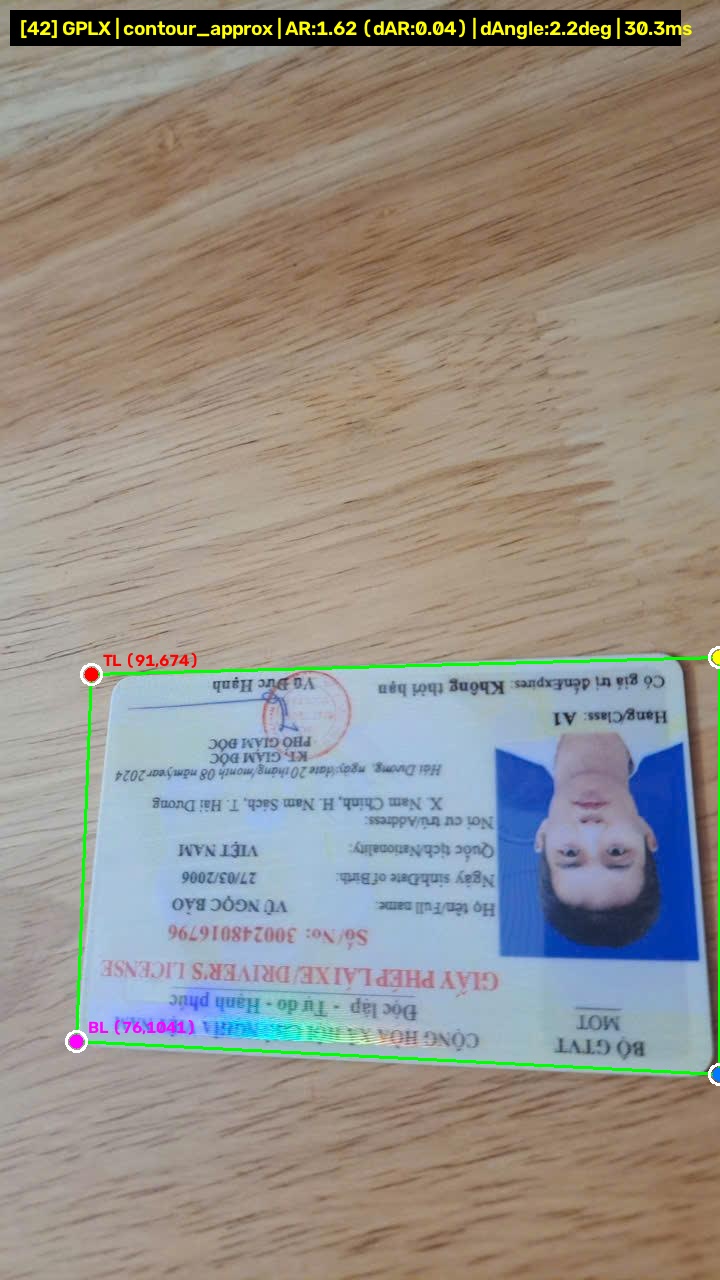 [42] GPLX | contour_approx | AR:1.62 (dAR:0.04) | dAngle:2.2deg | 30.3ms
TL (91,674)
BL (76,1041)
BỘ GTVT
MOT
CỘNG HÒA XÃ HỘI CHỦ NGHĨA VIỆT NAM
Độc lập - Tự do - Hạnh phúc
GIẤY PHÉP LÁI XE/DRIVER'S LICENSE
Số/No: 300248016796
Họ tên/Full name: VŨ NGỌC BẢO
Ngày sinh/Date of Birth: 27/03/2006
Quốc tịch/Nationality: VIỆT NAM
Nơi cư trú/Address:
X. Nam Chính, H. Nam Sách, T. Hải Dương
Hải Dương, ngày/date 20 tháng/month 08 năm/year 2024
KT. GIÁM ĐỐC
PHÓ GIÁM ĐỐC
Hạng/Class: A1
Có giá trị đến/Expires: Không thời hạn
Vũ Đức Hạnh